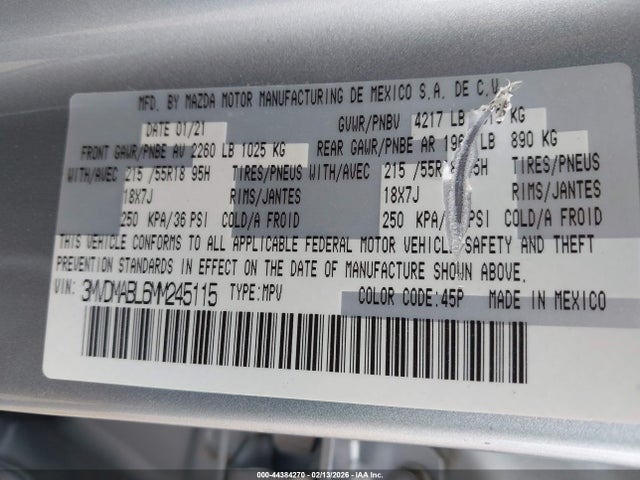 MFD. BY MAZDA MOTOR MANUFACTURING DE MEXICO S.A. DE C.V.
DATE 01/21 GVWR/PNBV 4217 LB KG
FRONT GAWR/PNBE AV 2260 LB 1025 KG REAR GAWR/PNBE AR LB 890 KG
WITH/AVEC 215 /55R18 95H TIRES/PNEUS WITH/AVEC 215 /55R18 95H TIRES/PNEUS
18X7J RIMS/JANTES 18X7J RIMS/JANTES
250 KPA/36 PSI COLD/A FROID 250 KPA/ PSI COLD/A FROID
THIS VEHICLE CONFORMS TO ALL APPLICABLE FEDERAL MOTOR VEHICLE SAFETY AND THEFT
PREVENTION STANDARDS IN EFFECT ON THE DATE OF MANUFACTURE SHOWN ABOVE.
VIN: 3MVDMABL6MM245115 TYPE:MPV COLOR CODE:45P MADE IN MEXICO
000-44384270 - 02/13/2026 - IAAI.com